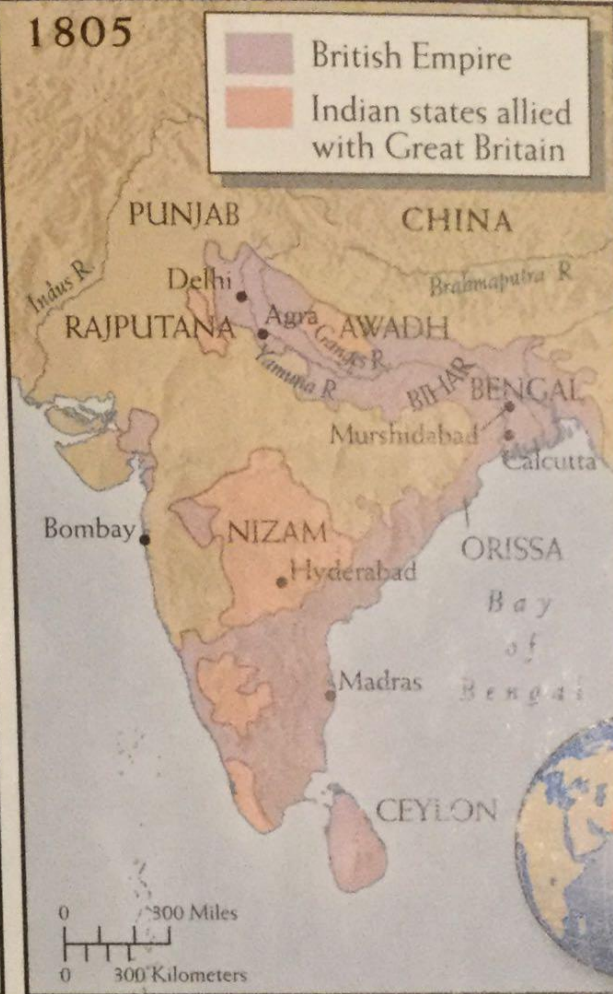 1805
British Empire
Indian states allied
with Great Britain
PUNJAB
CHINA
Indus R.
Delhi
Brahmaputra R
RAJPUTANA
Agra
AWADH
Ganges R.
Yamuna R.
BIHAR
BENGAL
Murshidabad
Calcutta
Bombay
NIZAM
ORISSA
Hyderabad
Bay
of
Bengal
Madras
CEYLON
0 300 Miles
0 300 Kilometers